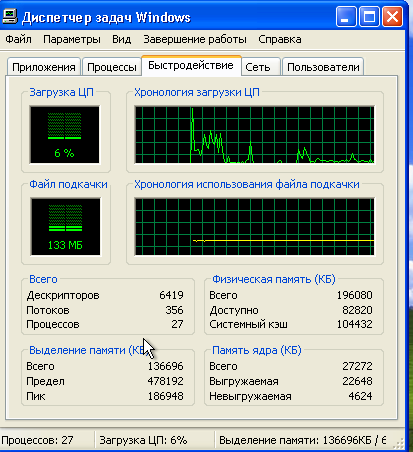 Диспетчер задач Windows
Файл Параметры Вид Завершение работы Справка
Приложения Процессы Быстродействие Сеть Пользователи
Загрузка ЦП Хронология загрузки ЦП
6 %
Файл подкачки Хронология использования файла подкачки
133 МБ
Всего
Дескрипторов 6419
Потоков 356
Процессов 27
Физическая память (КБ)
Всего 196080
Доступно 82820
Системный кэш 104432
Выделение памяти (КБ
Всего 136696
Предел 478192
Пик 186948
Память ядра (КБ)
Всего 27272
Выгружаемая 22648
Невыгружаемая 4624
Процессов: 27 Загрузка ЦП: 6% Выделение памяти: 136696КБ / 6